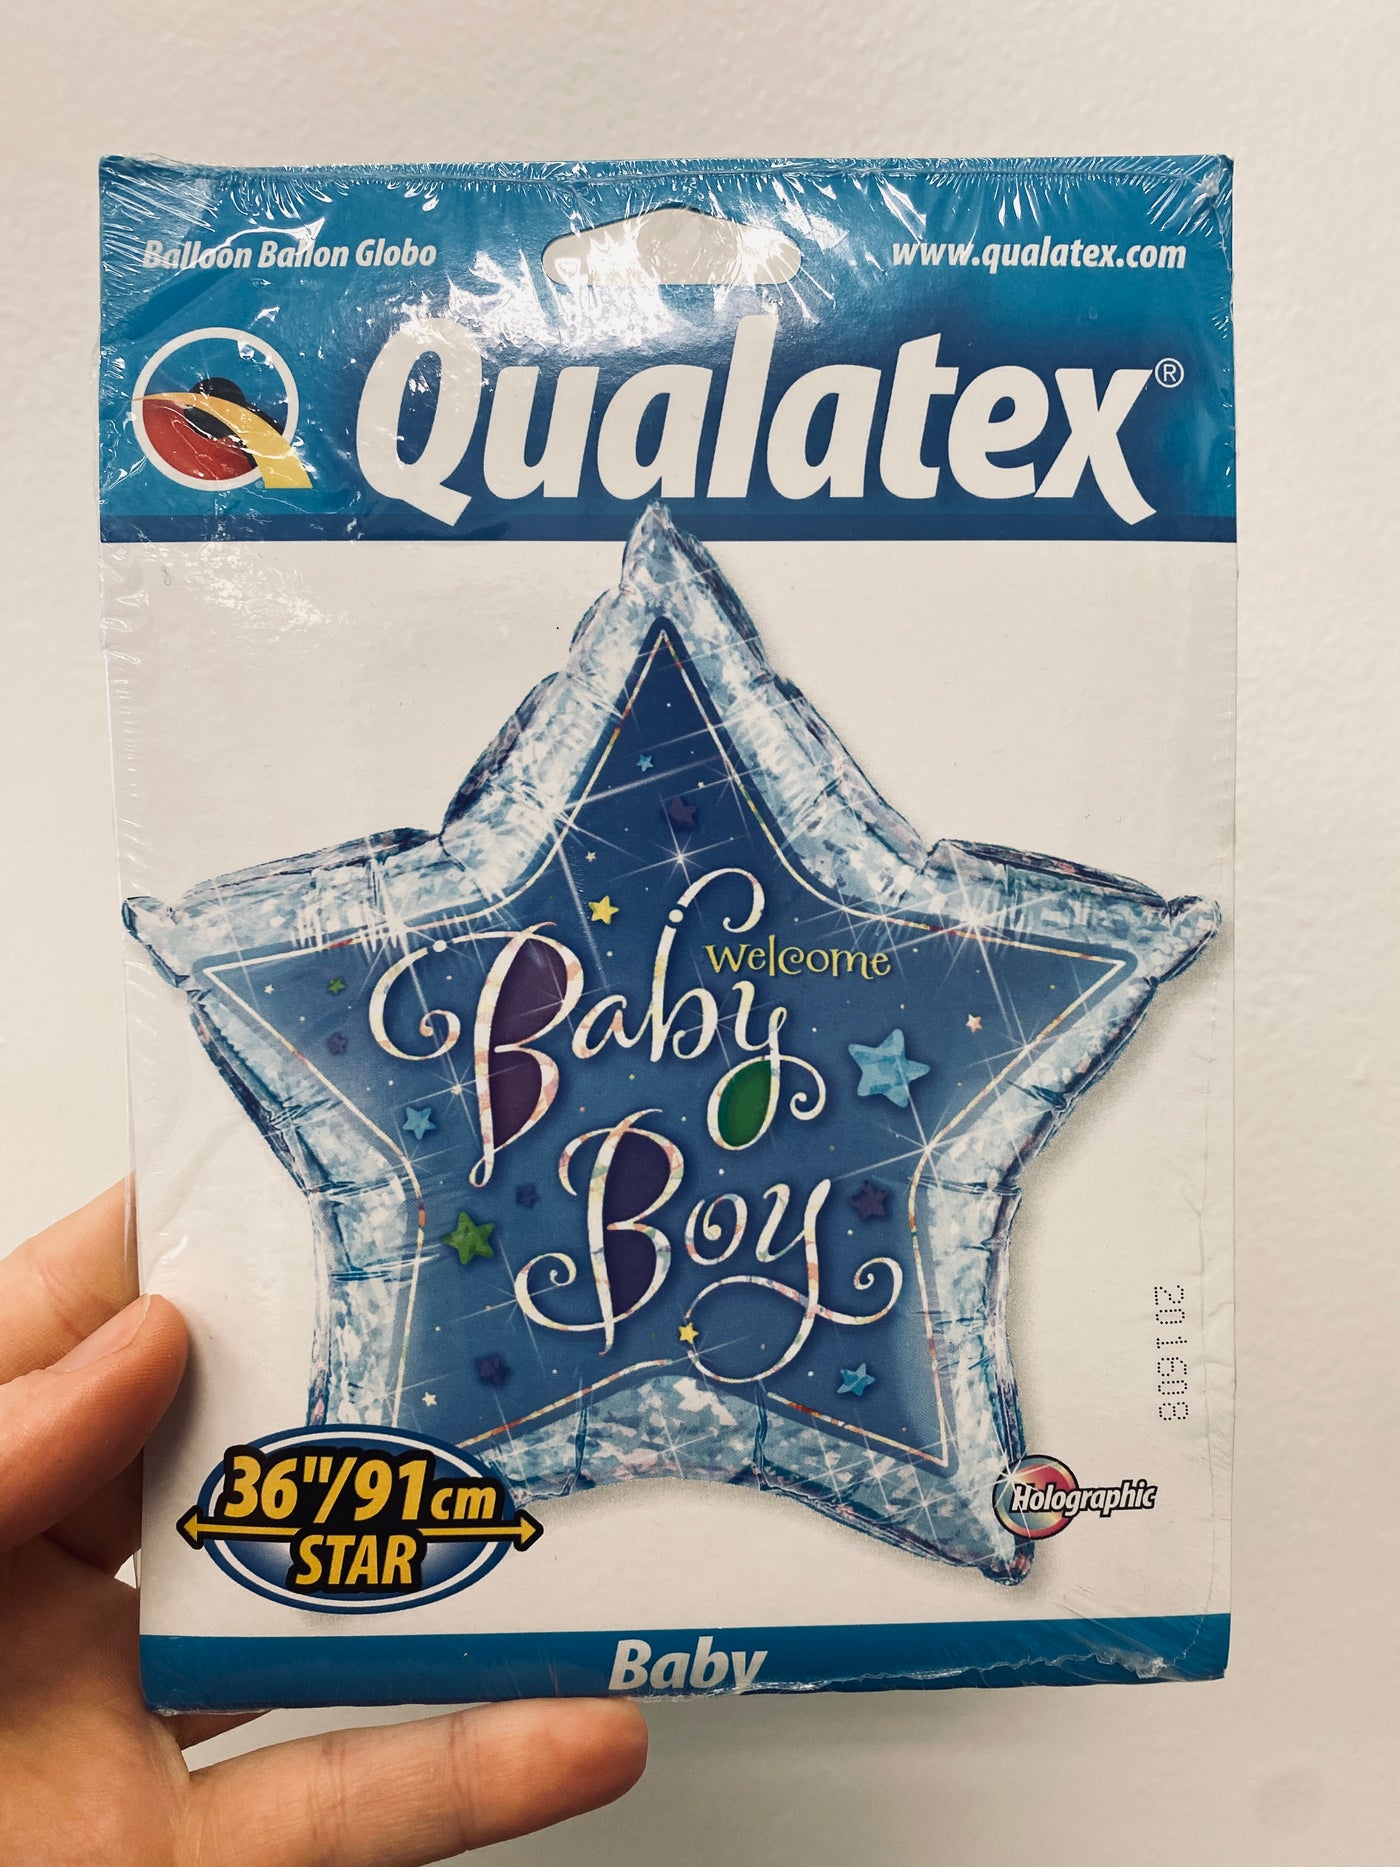 Balloon Ballon Globo
www.qualatex.com
Qualatex®
welcome
Baby
Boy
201608
36"/91cm
STAR
Holographic
Baby